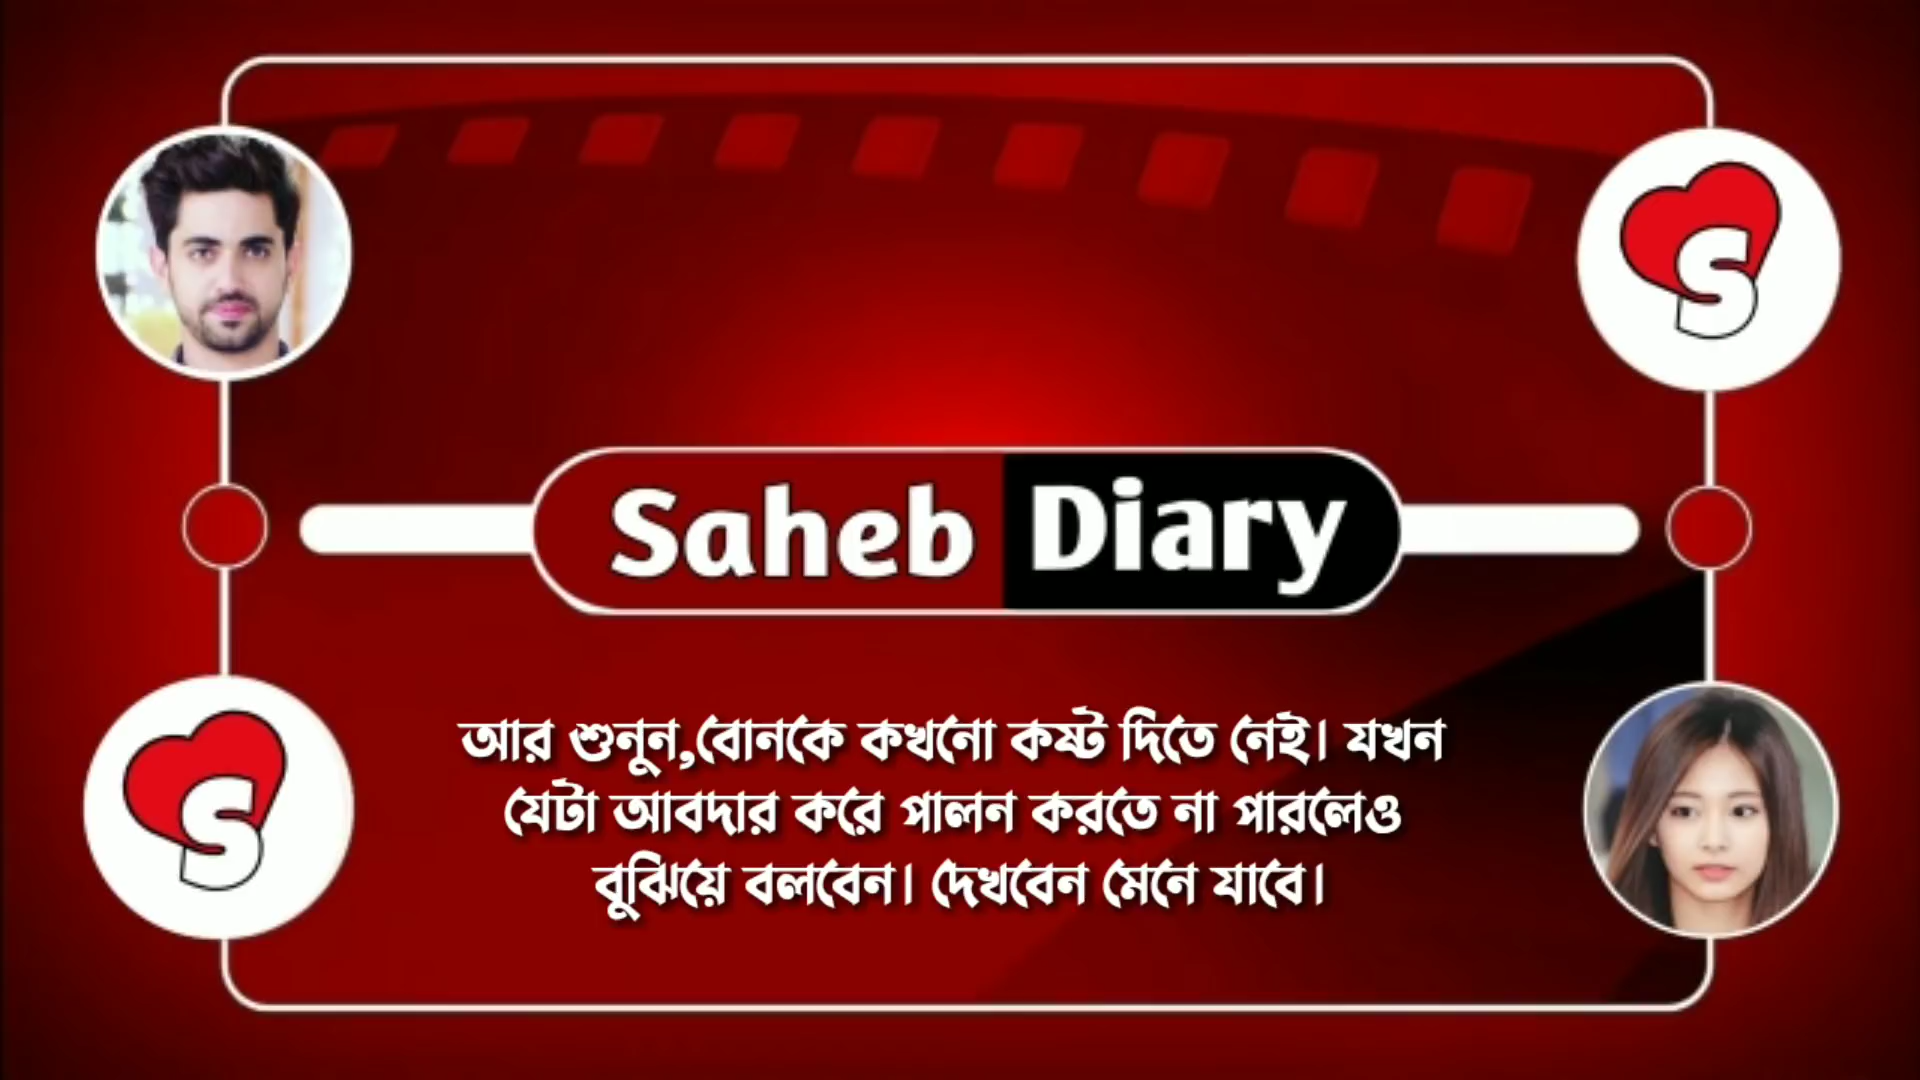 S
Saheb Diary
S
আর শুনুন,বোনকে কখনো কষ্ট দিতে নেই। যখন
যেটা আবদার করে পালন করতে না পারলেও
বুঝিয়ে বলবেন। দেখবেন মেনে যাবে।